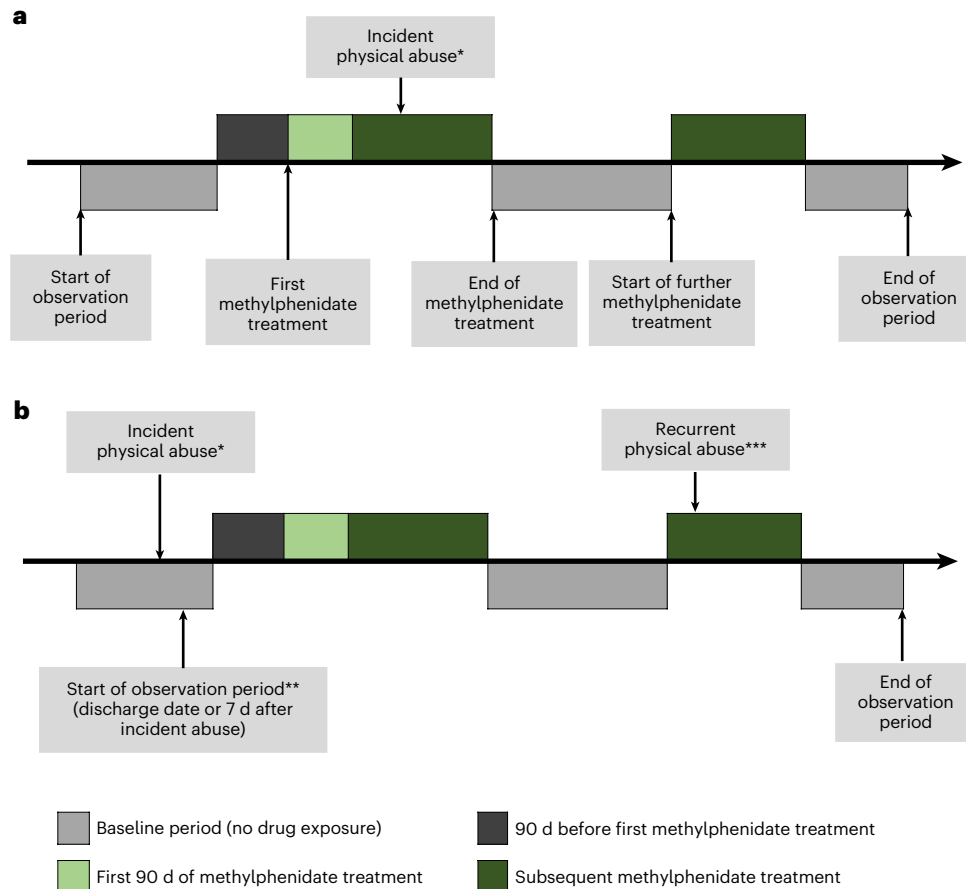 a
Incident
physical abuse*
Start of
observation
period
First
methylphenidate
treatment
End of
methylphenidate
treatment
Start of further
methylphenidate
treatment
End of
observation
period
b
Incident
physical abuse*
Recurrent
physical abuse***
Start of observation period**
(discharge date or 7 d after
incident abuse)
End of
observation
period
Baseline period (no drug exposure)
90 d before first methylphenidate treatment
First 90 d of methylphenidate treatment
Subsequent methylphenidate treatment